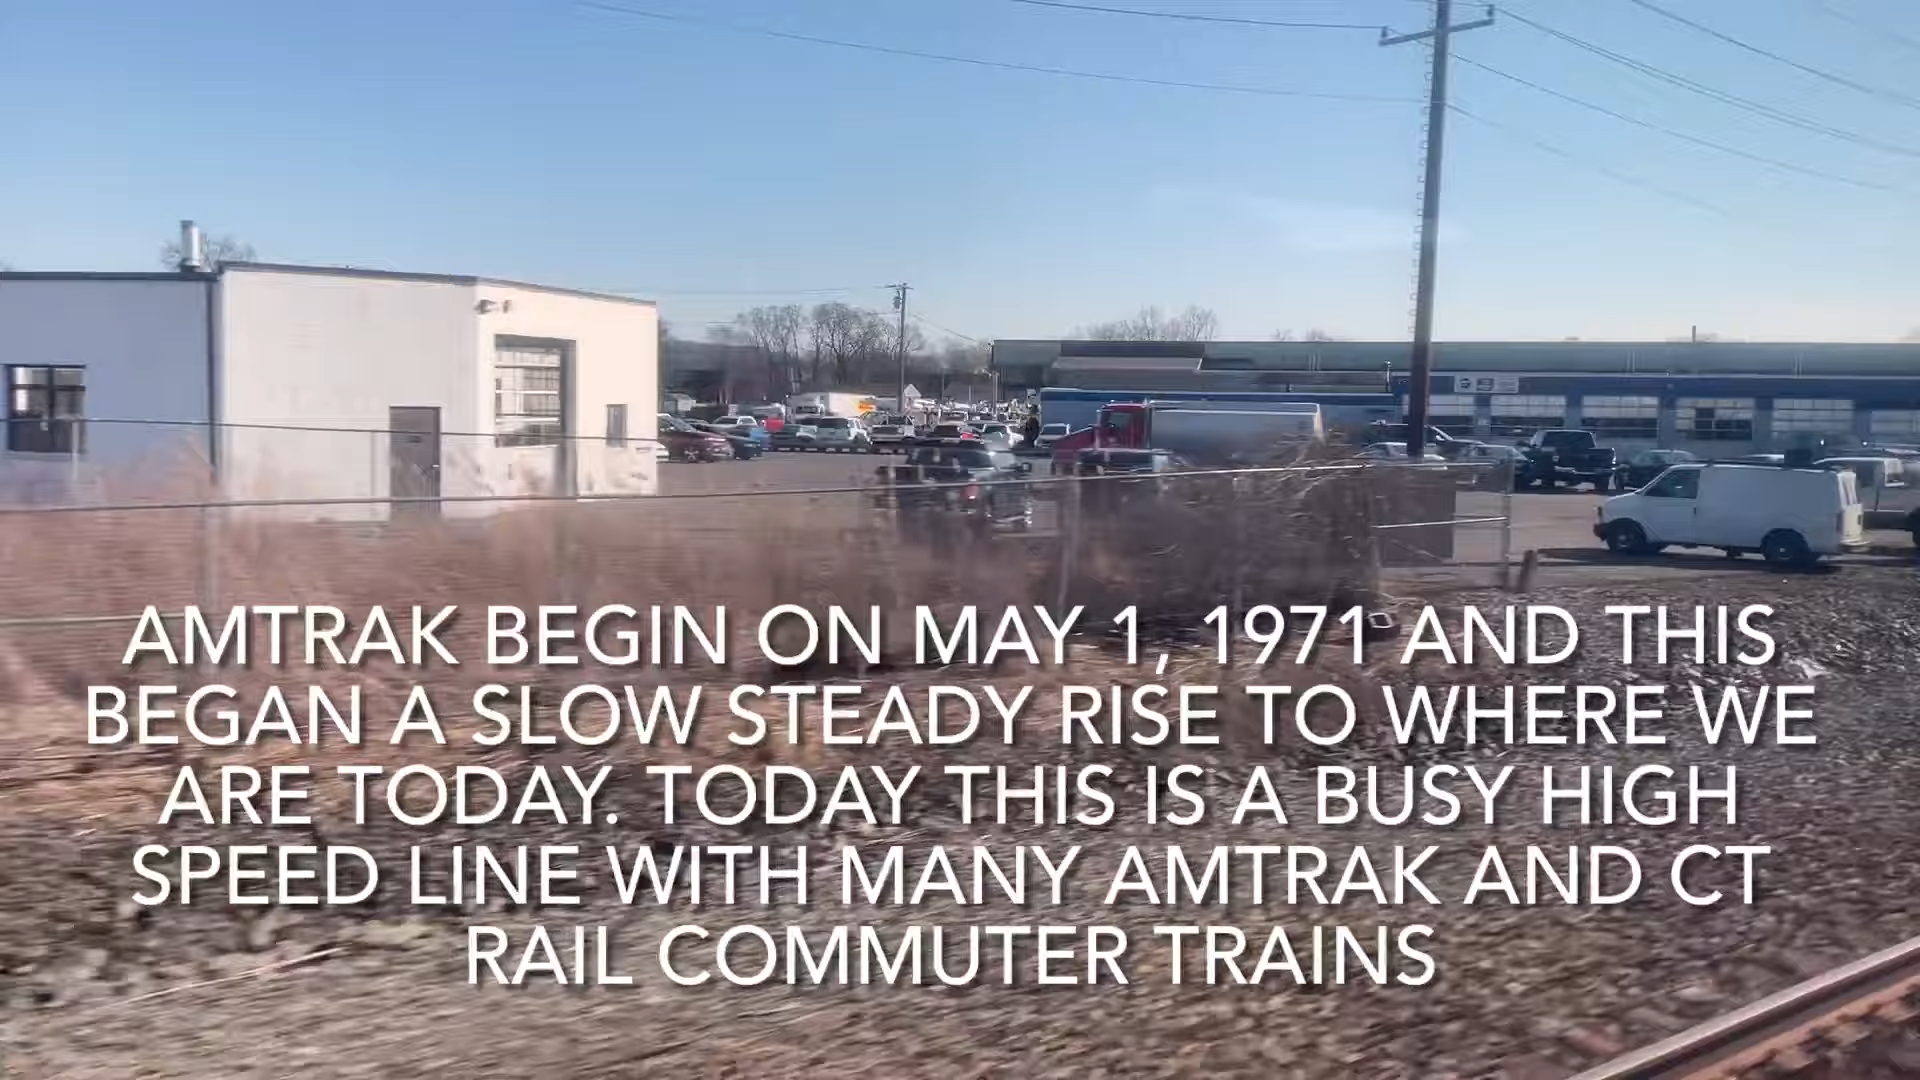 AMTRAK BEGIN ON MAY 1, 1971 AND THIS
BEGAN A SLOW STEADY RISE TO WHERE WE
ARE TODAY. TODAY THIS IS A BUSY HIGH
SPEED LINE WITH MANY AMTRAK AND CT
RAIL COMMUTER TRAINS